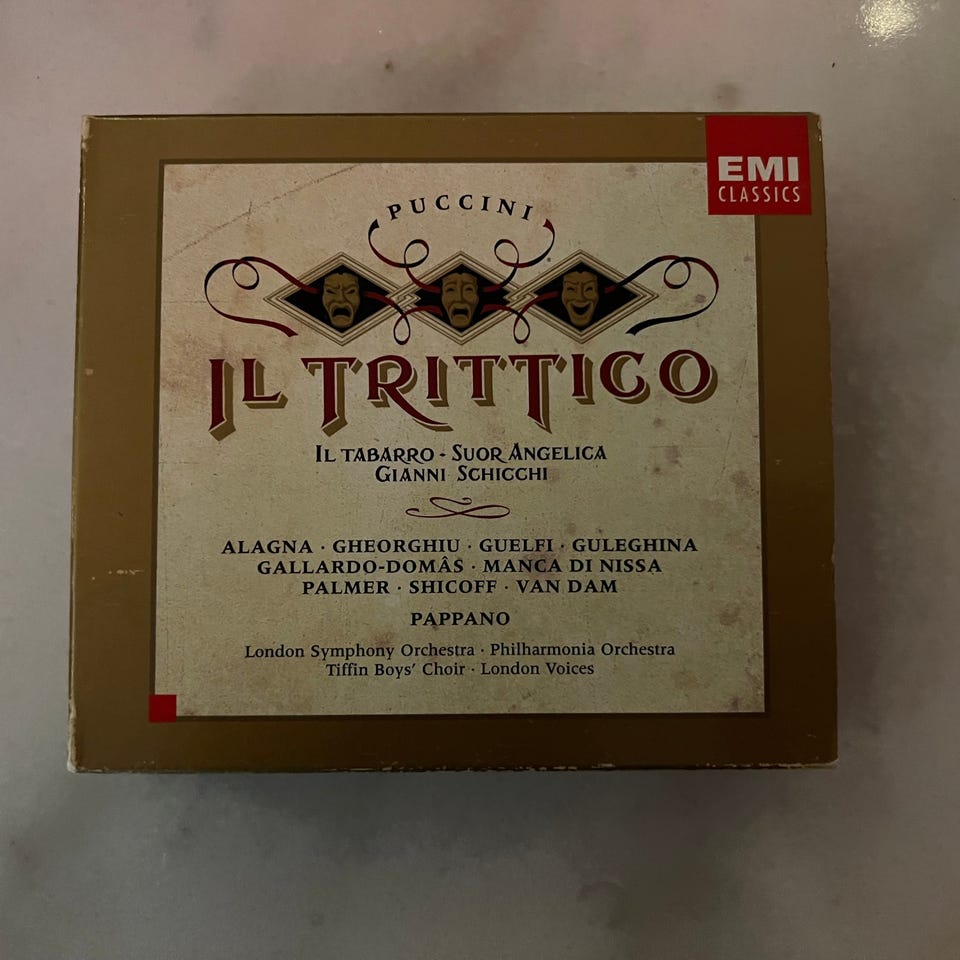 EMI
CLASSICS
PUCCINI
IL TRITTICO
IL TABARRO - SUOR ANGELICA
GIANNI SCHICCHI
ALAGNA · GHEORGHIU · GUELFI · GULEGHINA
GALLARDO-DOMÂS · MANCA DI NISSA
PALMER · SHICOFF · VAN DAM
PAPPANO
London Symphony Orchestra · Philharmonia Orchestra
Tiffin Boys' Choir · London Voices